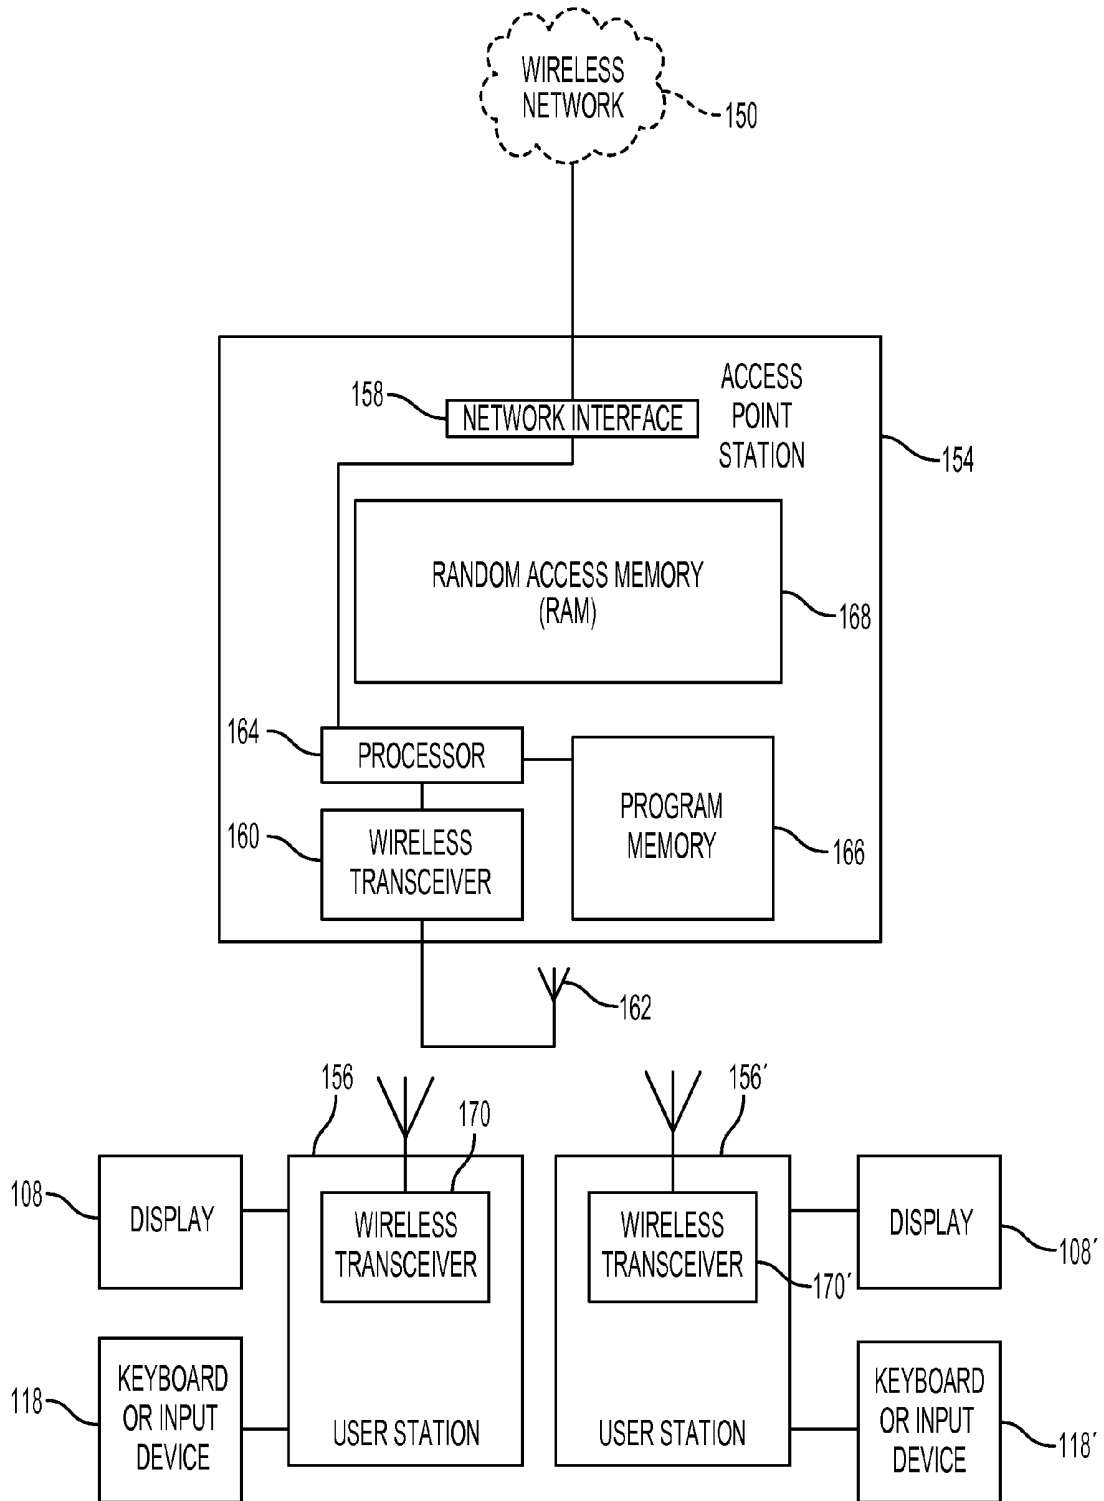 WIRELESS
NETWORK
150
158
NETWORK INTERFACE
ACCESS
POINT
STATION
154
RANDOM ACCESS MEMORY
(RAM)
168
164
PROCESSOR
PROGRAM
MEMORY
166
160
WIRELESS
TRANSCEIVER
162
156
170
156´
108
DISPLAY
WIRELESS
TRANSCEIVER
WIRELESS
TRANSCEIVER
170´
DISPLAY
108´
118
KEYBOARD
OR INPUT
DEVICE
USER STATION
USER STATION
KEYBOARD
OR INPUT
DEVICE
118´